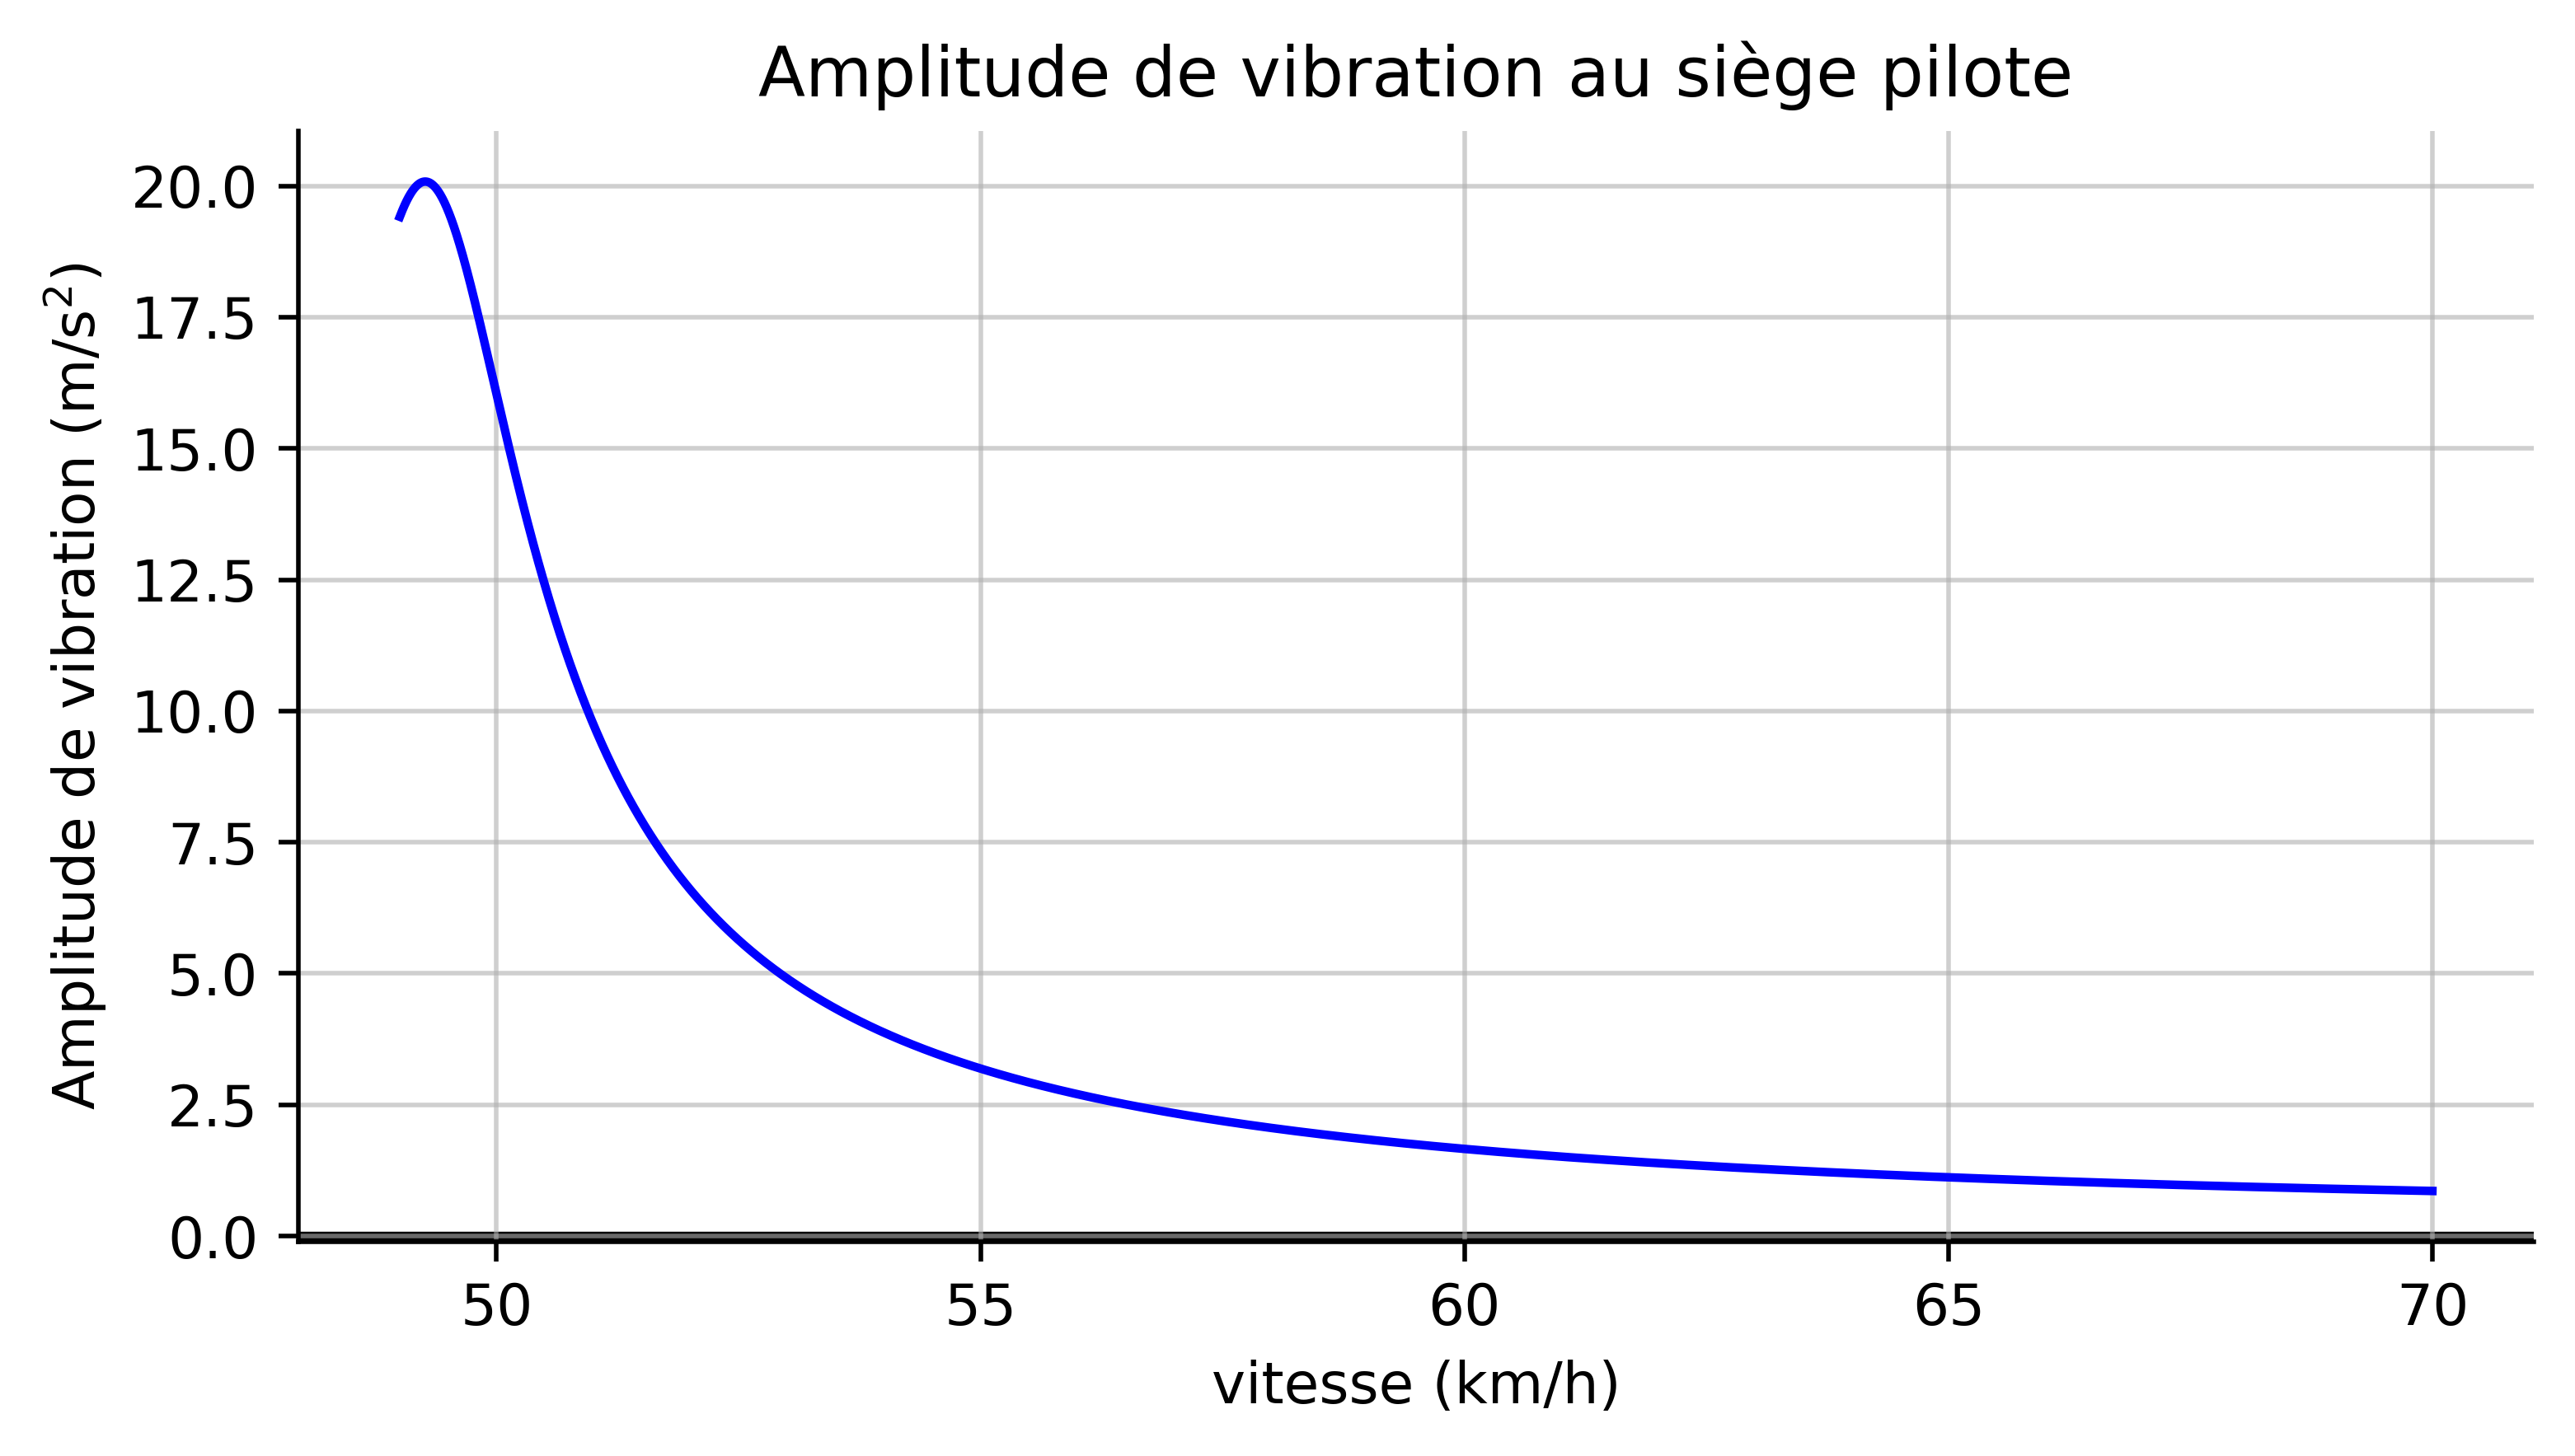 Amplitude de vibration au siège pilote
Amplitude de vibration (m/s²)
20.0
17.5
15.0
12.5
10.0
7.5
5.0
2.5
0.0
50 55 60 65 70
vitesse (km/h)